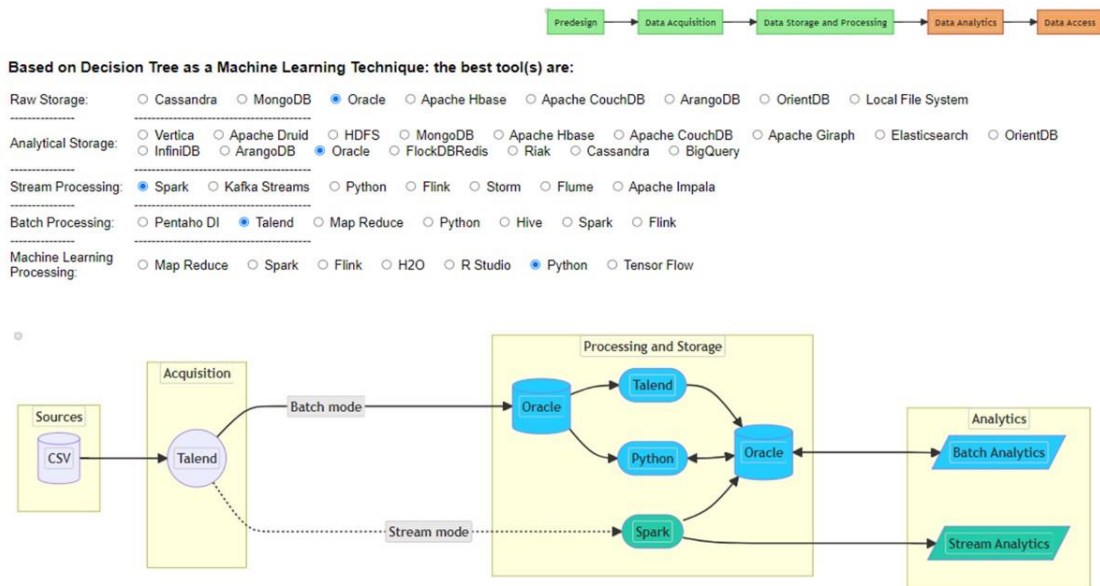 Predesign Data Acquisition Data Storage and Processing Data Analytics Data Access
Based on Decision Tree as a Machine Learning Technique: the best tool(s) are:
Raw Storage: Cassandra MongoDB Oracle Apache Hbase Apache CouchDB ArangoDB OrientDB Local File System
--------------- -----------------------------------------
Analytical Storage: Vertica Apache Druid HDFS MongoDB Apache Hbase Apache CouchDB Apache Giraph Elasticsearch OrientDB
InfiniDB ArangoDB Oracle FlockDBRedis Riak Cassandra BigQuery
--------------- -----------------------------------------
Stream Processing: Spark Kafka Streams Python Flink Storm Flume Apache Impala
--------------- -----------------------------------------
Batch Processing: Pentaho DI Talend Map Reduce Python Hive Spark Flink
--------------- -----------------------------------------
Machine Learning
Processing: Map Reduce Spark Flink H2O R Studio Python Tensor Flow
Sources
CSV
Acquisition
Talend
Batch mode
Stream mode
Processing and Storage
Oracle
Talend
Python
Oracle
Spark
Analytics
Batch Analytics
Stream Analytics